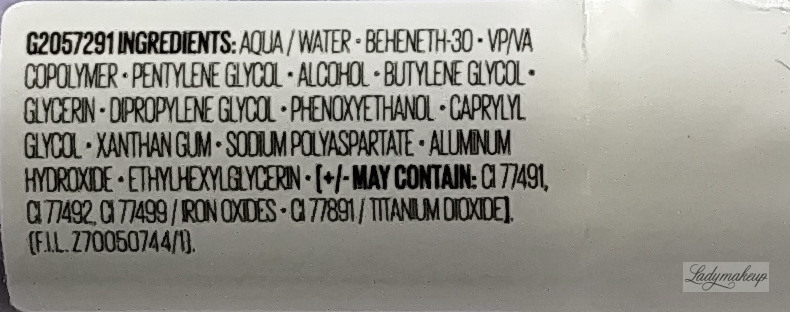 G2057291 INGREDIENTS: AQUA / WATER • BEHENETH-30 • VP/VA
COPOLYMER • PENTYLENE GLYCOL • ALCOHOL • BUTYLENE GLYCOL •
GLYCERIN • DIPROPYLENE GLYCOL • PHENOXYETHANOL • CAPRYLYL
GLYCOL • XANTHAN GUM • SODIUM POLYASPARTATE • ALUMINUM
HYDROXIDE • ETHYLHEXYLGLYCERIN • [+/- MAY CONTAIN: CI 77491,
CI 77492, CI 77499 / IRON OXIDES • CI 77891 / TITANIUM DIOXIDE].
(F.I.L. Z70050744/1).
Ladymakeup